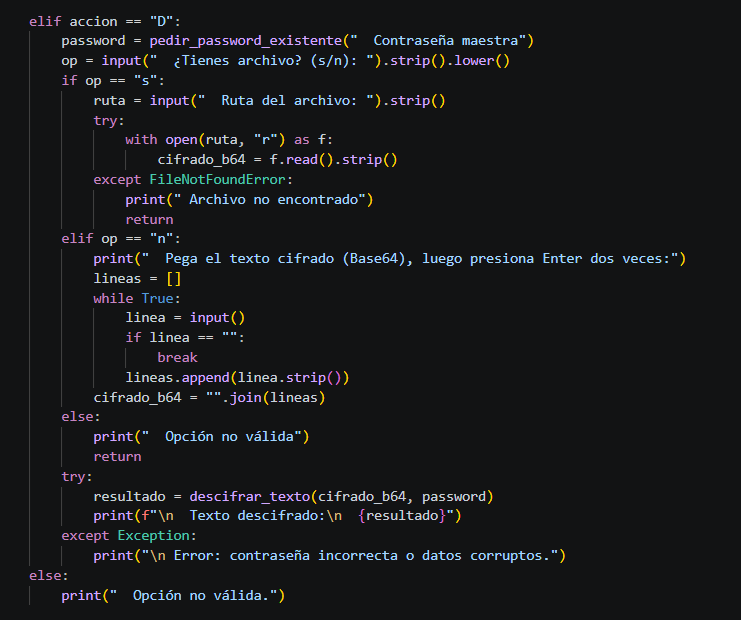 elif accion == "D":
    password = pedir_password_existente("  Contraseña maestra")
    op = input("  ¿Tienes archivo? (s/n): ").strip().lower()
    if op == "s":
        ruta = input("  Ruta del archivo: ").strip()
        try:
            with open(ruta, "r") as f:
                cifrado_b64 = f.read().strip()
        except FileNotFoundError:
            print(" Archivo no encontrado")
            return
    elif op == "n":
        print("  Pega el texto cifrado (Base64), luego presiona Enter dos veces:")
        lineas = []
        while True:
            linea = input()
            if linea == "":
                break
            lineas.append(linea.strip())
        cifrado_b64 = "".join(lineas)
    else:
        print("  Opción no válida")
        return
    try:
        resultado = descifrar_texto(cifrado_b64, password)
        print(f"\n  Texto descifrado:\n  {resultado}")
    except Exception:
        print("\n Error: contraseña incorrecta o datos corruptos.")
else:
    print("  Opción no válida.")